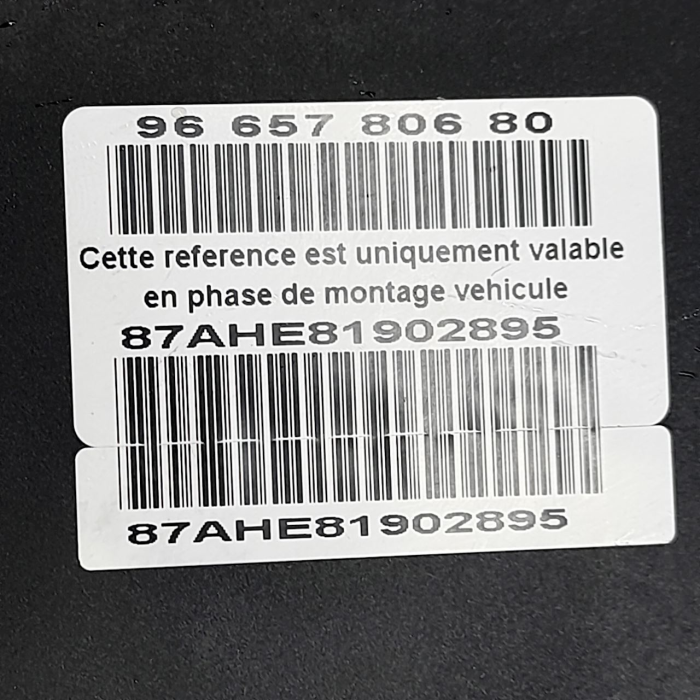 96 657 806 80
Cette reference est uniquement valable
en phase de montage vehicule
87AHE81902895
87AHE81902895